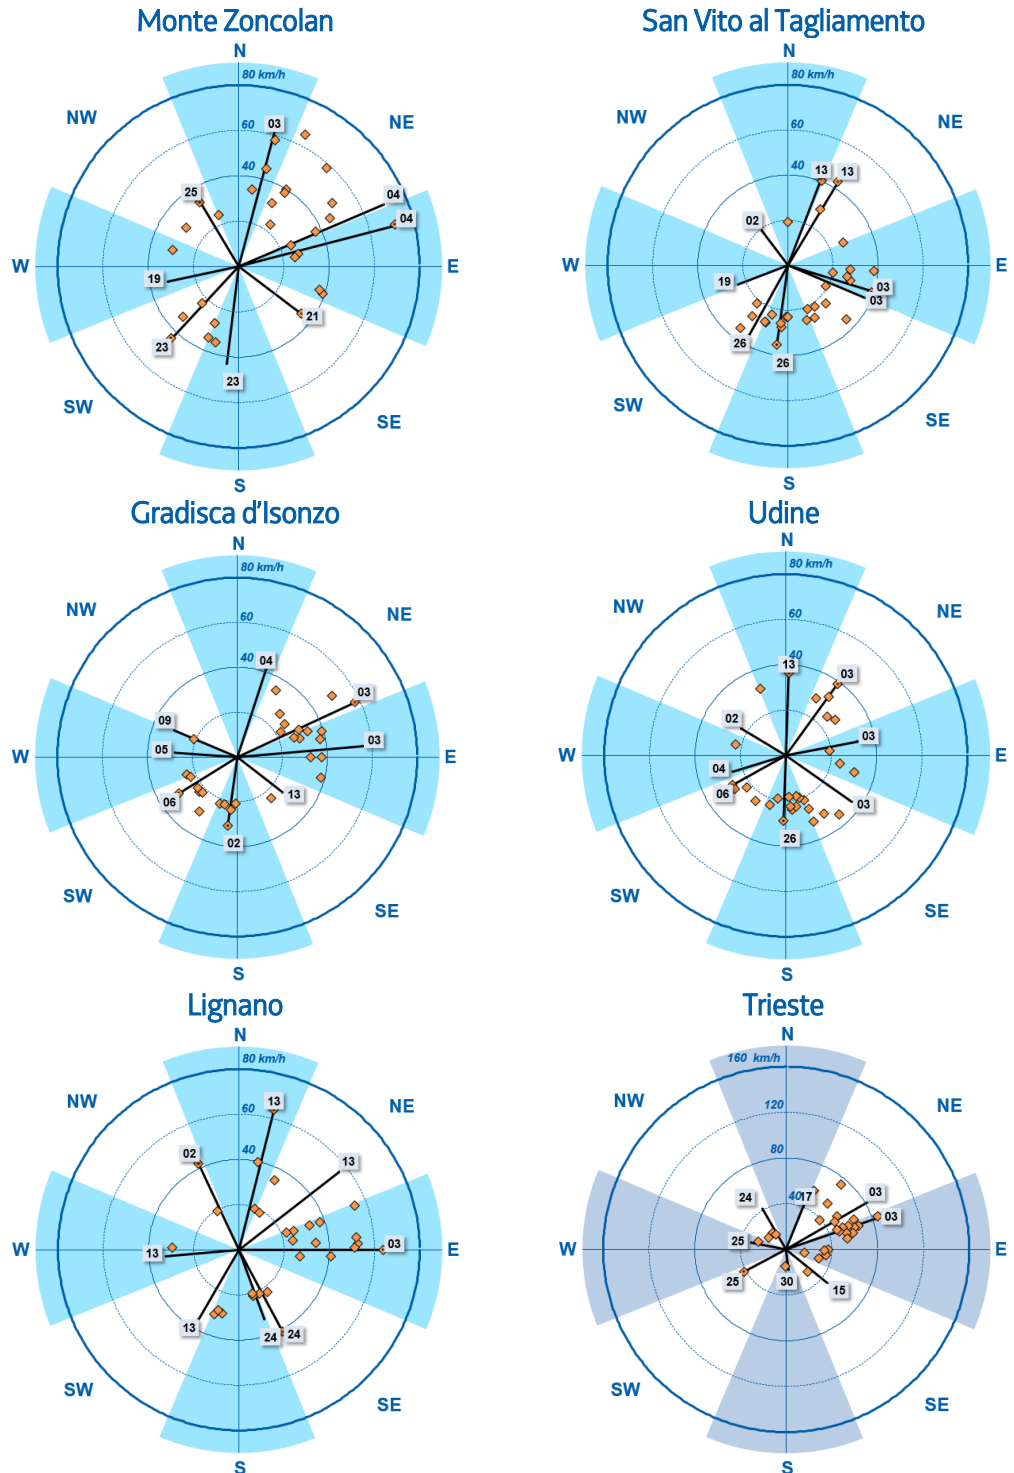 Monte Zoncolan
N
80 km/h
NW
NE
60
03
40
25
04
04
W
E
19
21
23
23
SW
SE
S
San Vito al Tagliamento
N
80 km/h
NW
NE
60
40
13
13
02
W
E
19
03
03
26
26
SW
SE
S
Gradisca d'Isonzo
N
80 km/h
NW
NE
60
40
04
03
09
03
05
W
E
06
13
02
SW
SE
S
Udine
N
80 km/h
NW
NE
60
40
13
03
02
03
W
E
04
06
03
26
SW
SE
S
Lignano
N
80 km/h
NW
NE
13
60
02
40
13
W
E
13
03
13
24
24
SW
SE
S
Trieste
N
160 km/h
NW
NE
120
80
24
40
17
03
03
25
W
E
25
30
15
SW
SE
S